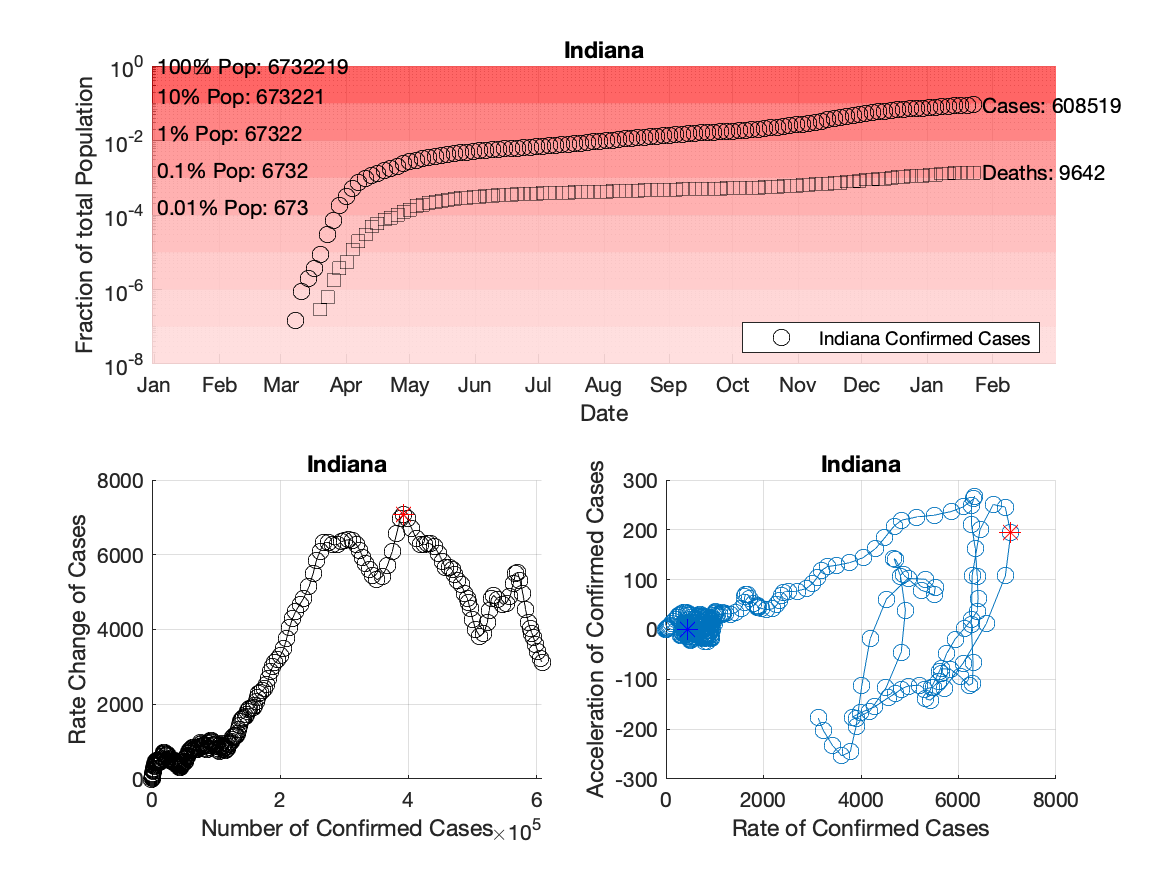 Indiana
Fraction of total Population
10^0
10^-2
10^-4
10^-6
10^-8
100% Pop: 6732219
10% Pop: 673221
1% Pop: 67322
0.1% Pop: 6732
0.01% Pop: 673
Cases: 608519
Deaths: 9642
Indiana Confirmed Cases
Jan Feb Mar Apr May Jun Jul Aug Sep Oct Nov Dec Jan Feb
Date
Indiana
Rate Change of Cases
8000
6000
4000
2000
0
0 2 4 6
Number of Confirmed Cases ×10^5
Indiana
Acceleration of Confirmed Cases
300
200
100
0
-100
-200
-300
0 2000 4000 6000 8000
Rate of Confirmed Cases